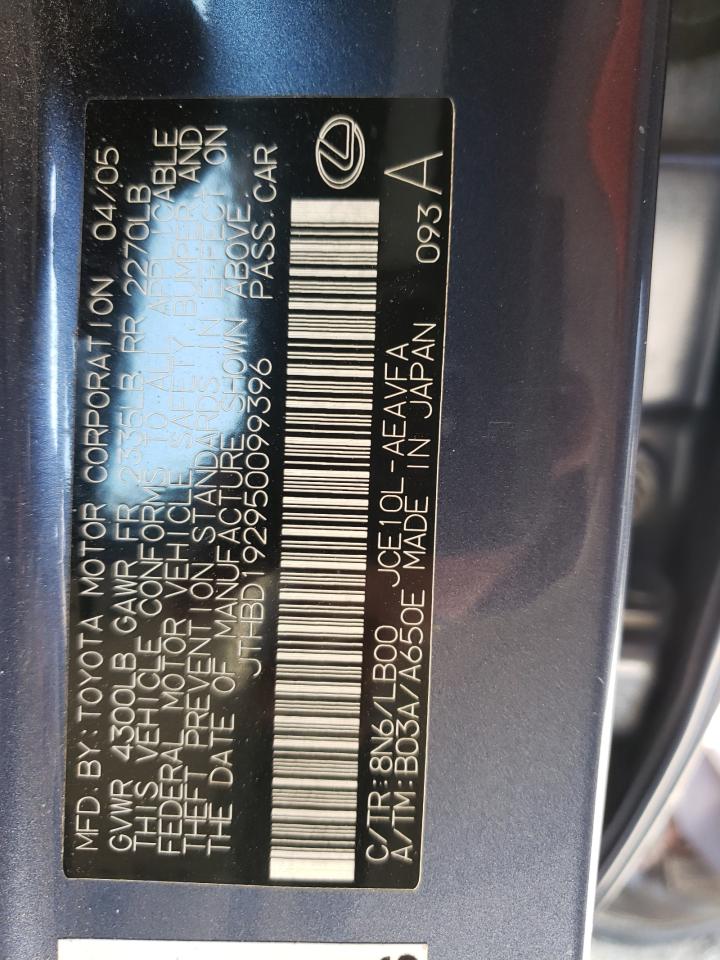 MFD. BY: TOYOTA MOTOR CORPORATION 04/05
GVWR 4300LB GAWR FR 2335LB RR 2270LB
THIS VEHICLE CONFORMS TO ALL APPLICABLE
FEDERAL MOTOR VEHICLE SAFETY, BUMPER, AND
THEFT PREVENTION STANDARDS IN EFFECT ON
THE DATE OF MANUFACTURE SHOWN ABOVE.
JTHBD192950099396 PASS. CAR
C/TR: 8N6/LB00 JCE10L-AEAVFA 093 A
A/TM: B03A/A650E MADE IN JAPAN